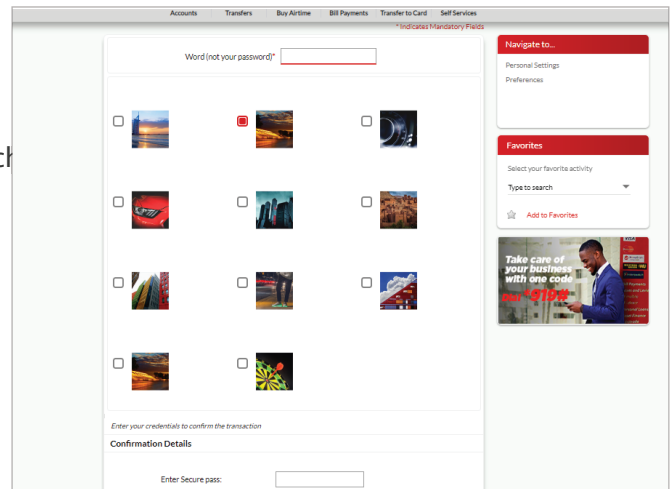 Accounts Transfers Buy Airtime Bill Payments Transfer to Card Self Services
* Indicates Mandatory Fields
Word (not your password)*
Navigate to...
Personal Settings
Preferences
Favorites
Select your favorite activity
Type to search
Add to Favorites
Take care of
your business
with one code
Dial *919#
VISA
Enter your credentials to confirm the transaction
Confirmation Details
Enter Secure pass: